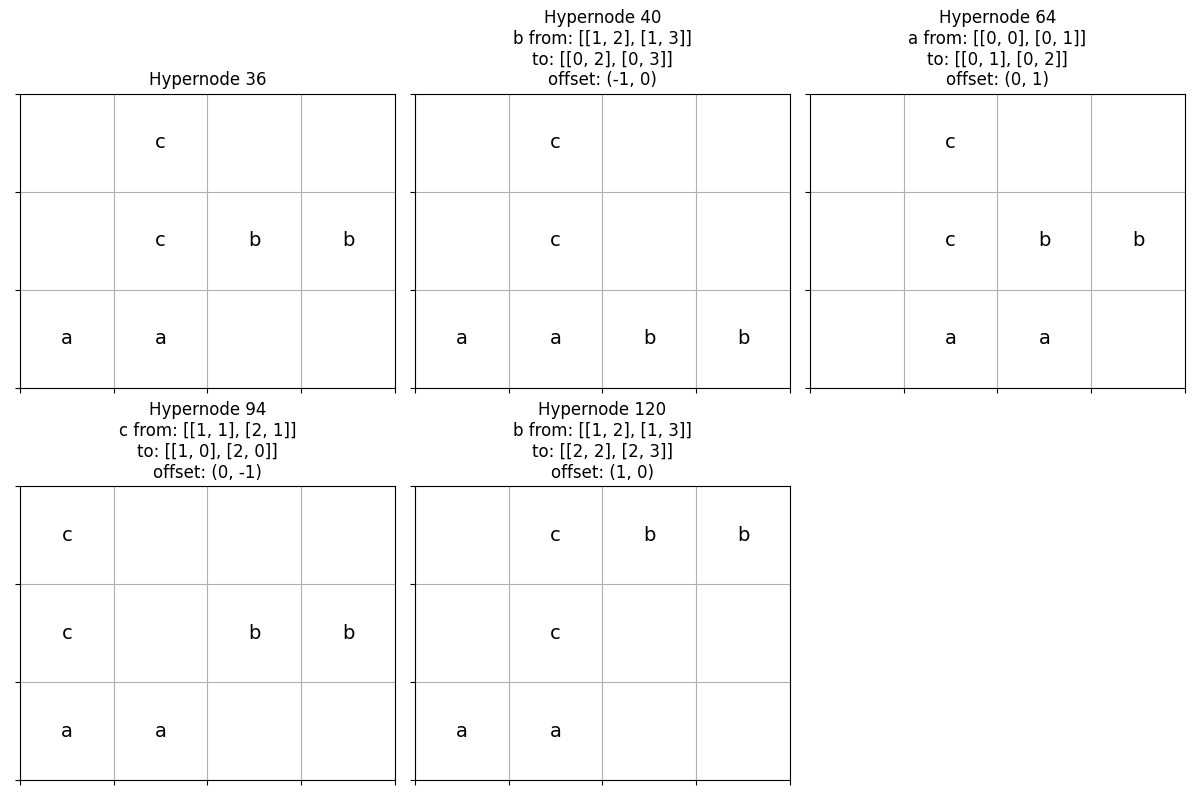 Hypernode 36
c
c b b
a a
Hypernode 40
b from: [[1, 2], [1, 3]]
to: [[0, 2], [0, 3]]
offset: (-1, 0)
c
c
a a b b
Hypernode 64
a from: [[0, 0], [0, 1]]
to: [[0, 1], [0, 2]]
offset: (0, 1)
c
c b b
a a
Hypernode 94
c from: [[1, 1], [2, 1]]
to: [[1, 0], [2, 0]]
offset: (0, -1)
c
c b b
a a
Hypernode 120
b from: [[1, 2], [1, 3]]
to: [[2, 2], [2, 3]]
offset: (1, 0)
c b b
c
a a